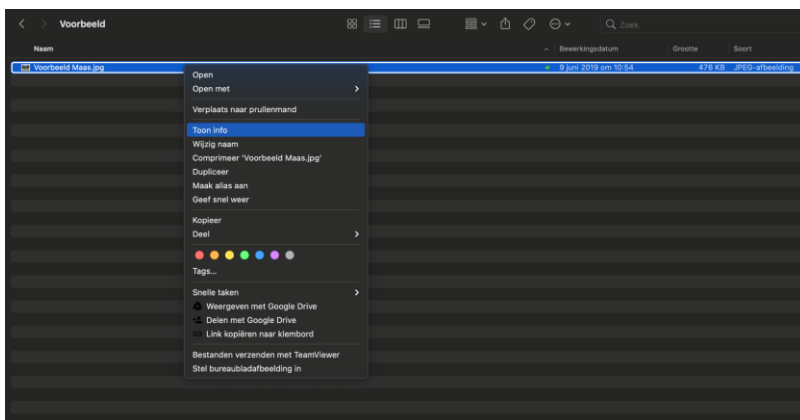 Voorbeeld
Zoek
Naam
Bewerkingsdatum
Grootte
Soort
Voorbeeld Maas.jpg
9 juni 2019 om 10:54
476 KB
JPEG-afbeelding
Open
Open met
Verplaats naar prullenmand
Toon info
Wijzig naam
Comprimeer 'Voorbeeld Maas.jpg'
Dupliceer
Maak alias aan
Geef snel weer
Kopieer
Deel
Tags...
Snelle taken
Weergeven met Google Drive
Delen met Google Drive
Link kopiëren naar klembord
Bestanden verzenden met TeamViewer
Stel bureaubladafbeelding in